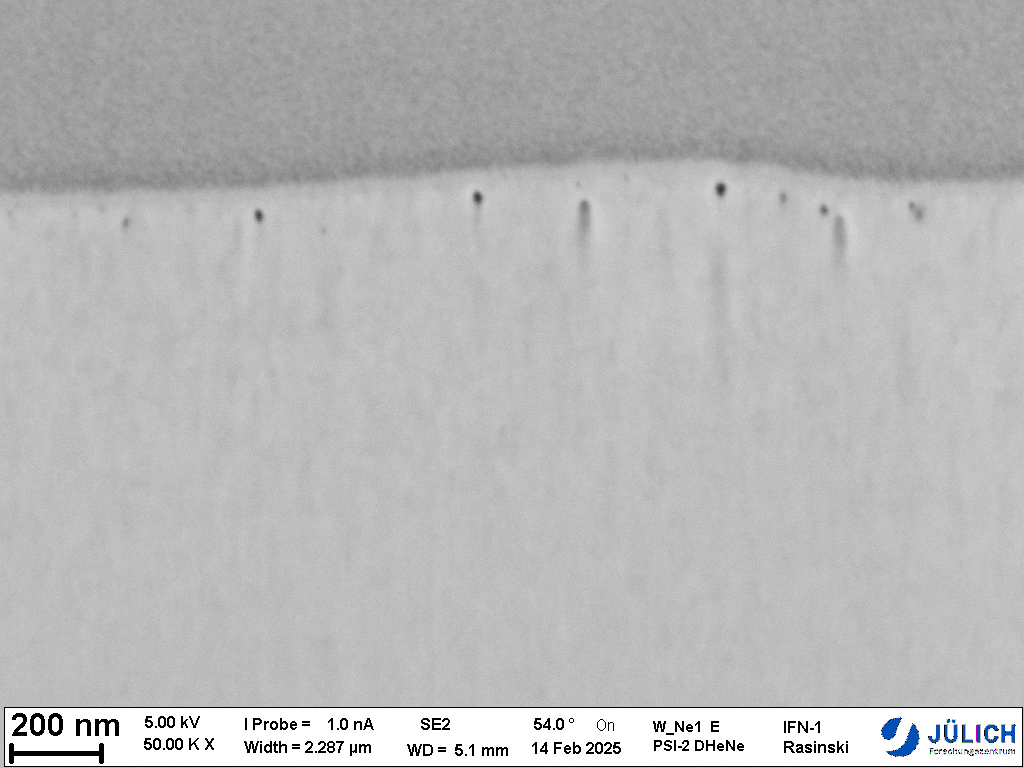 200 nm
5.00 kV
50.00 K X
I Probe = 1.0 nA
Width = 2.287 µm
SE2
WD = 5.1 mm
54.0 ° On
14 Feb 2025
W_Ne1 E
PSI-2 DHeNe
IFN-1
Rasinski
JÜLICH
Forschungszentrum